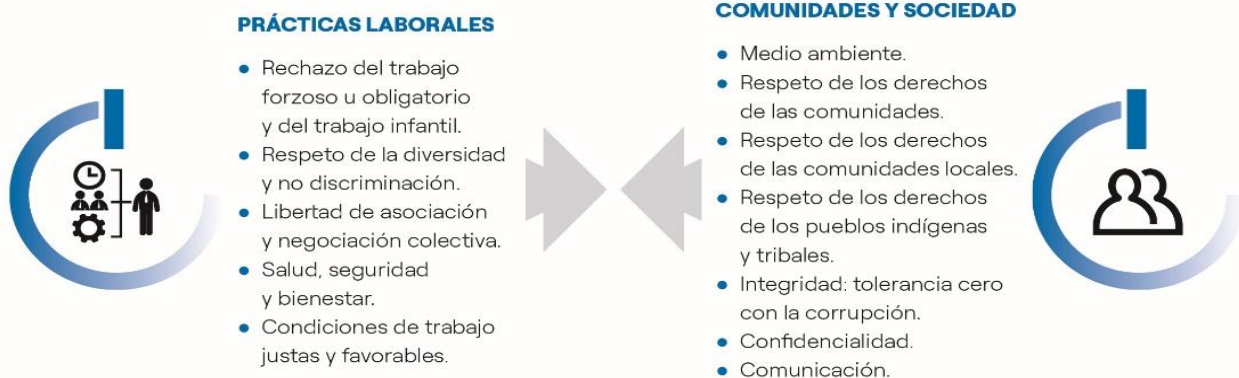 PRÁCTICAS LABORALES
● Rechazo del trabajo
forzoso u obligatorio
y del trabajo infantil.
● Respeto de la diversidad
y no discriminación.
● Libertad de asociación
y negociación colectiva.
● Salud, seguridad
y bienestar.
● Condiciones de trabajo
justas y favorables.
COMUNIDADES Y SOCIEDAD
● Medio ambiente.
● Respeto de los derechos
de las comunidades.
● Respeto de los derechos
de las comunidades locales.
● Respeto de los derechos
de los pueblos indígenas
y tribales.
● Integridad: tolerancia cero
con la corrupción.
● Confidencialidad.
● Comunicación.